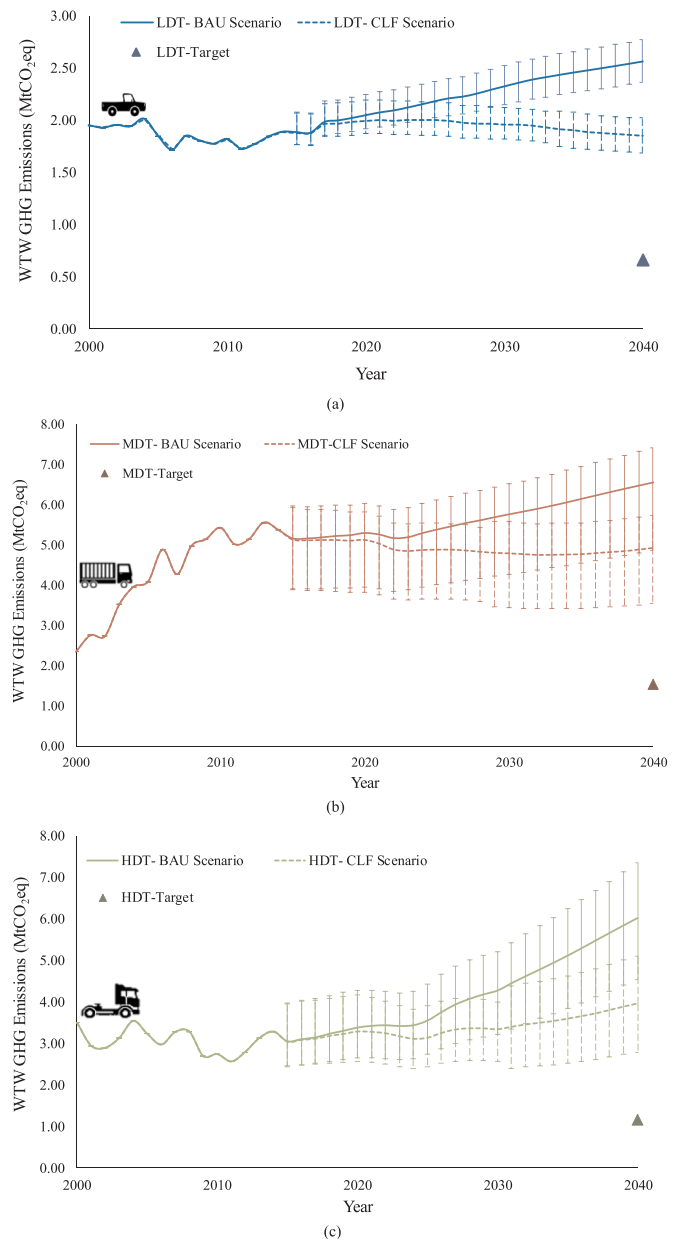 3.00
LDT- BAU Scenario
LDT- CLF Scenario
LDT-Target
2.50
2.00
1.50
1.00
0.50
0.00
WTW GHG Emissions (MtCO₂eq)
2000
2010
2020
2030
2040
Year
(a)
8.00
MDT- BAU Scenario
MDT-CLF Scenario
7.00
MDT-Target
6.00
5.00
4.00
3.00
2.00
1.00
0.00
WTW GHG Emissions (MtCO₂eq)
2000
2010
2020
2030
2040
Year
(b)
8.00
HDT- BAU Scenario
HDT- CLF Scenario
7.00
HDT-Target
6.00
5.00
4.00
3.00
2.00
1.00
0.00
WTW GHG Emissions (MtCO₂eq)
2000
2010
2020
2030
2040
Year
(c)